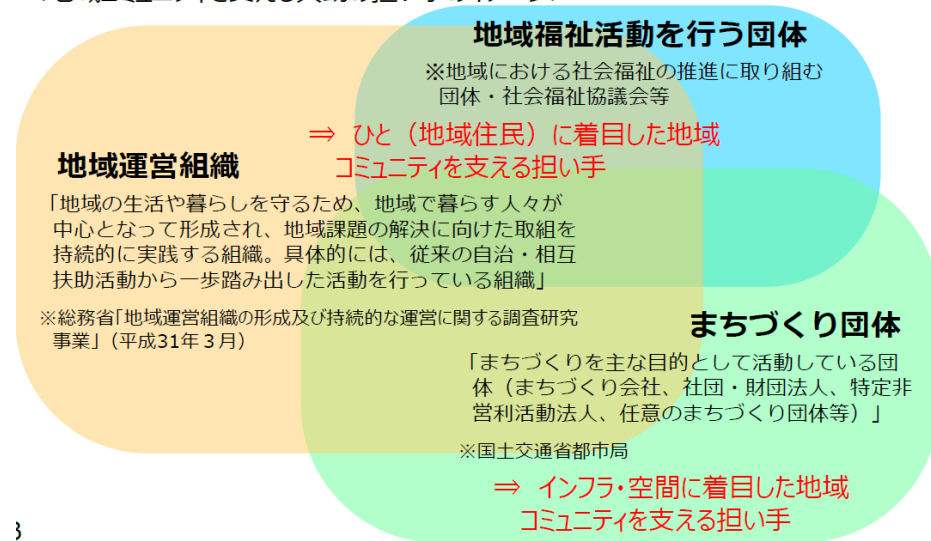 地域福祉活動を行う団体
※地域における社会福祉の推進に取り組む
団体・社会福祉協議会等
⇒ ひと（地域住民）に着目した地域
コミュニティを支える担い手
地域運営組織
「地域の生活や暮らしを守るため、地域で暮らす人々が
中心となって形成され、地域課題の解決に向けた取組を
持続的に実践する組織。具体的には、従来の自治・相互
扶助活動から一歩踏み出した活動を行っている組織」
※総務省「地域運営組織の形成及び持続的な運営に関する調査研究
事業」（平成31年３月）
まちづくり団体
「まちづくりを主な目的として活動している団
体（まちづくり会社、社団・財団法人、特定非
営利活動法人、任意のまちづくり団体等）」
※国土交通省都市局
⇒ インフラ・空間に着目した地域
コミュニティを支える担い手